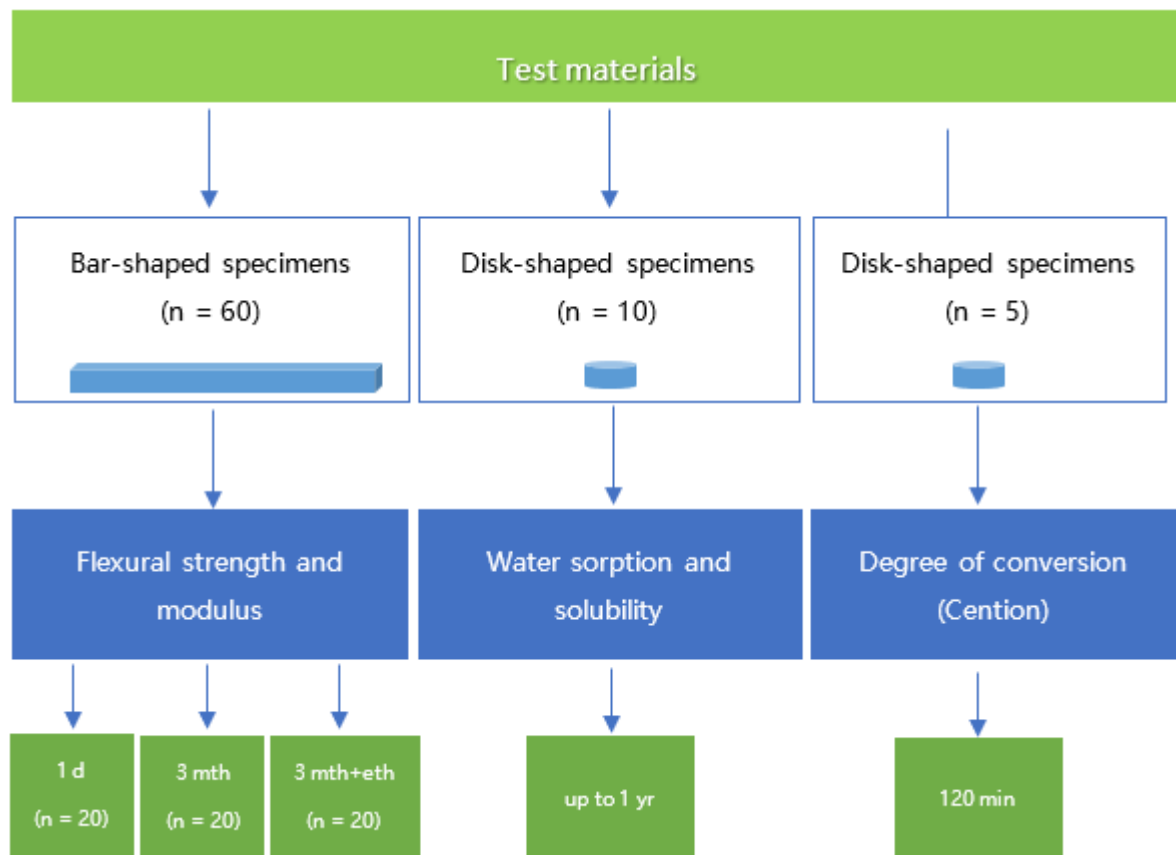 Test materials
Bar-shaped specimens
(n = 60)
Disk-shaped specimens
(n = 10)
Disk-shaped specimens
(n = 5)
Flexural strength and
modulus
Water sorption and
solubility
Degree of conversion
(Cention)
1 d
(n = 20)
3 mth
(n = 20)
3 mth+eth
(n = 20)
up to 1 yr
120 min